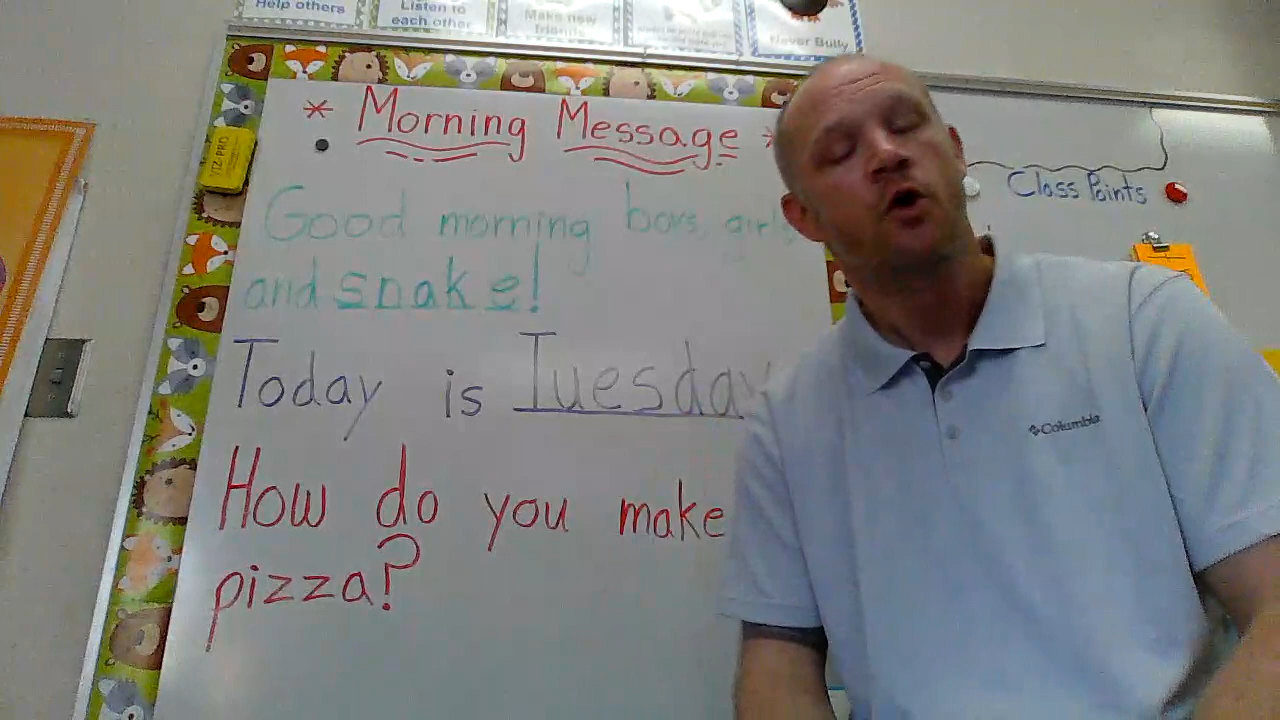 Help others
Listen to
each other
Make new
friends
Never Bully
* Morning Message *
Good morning boys, girls,
and snake!
Today is Tuesday
How do you make
pizza?
Class Points
Columbia